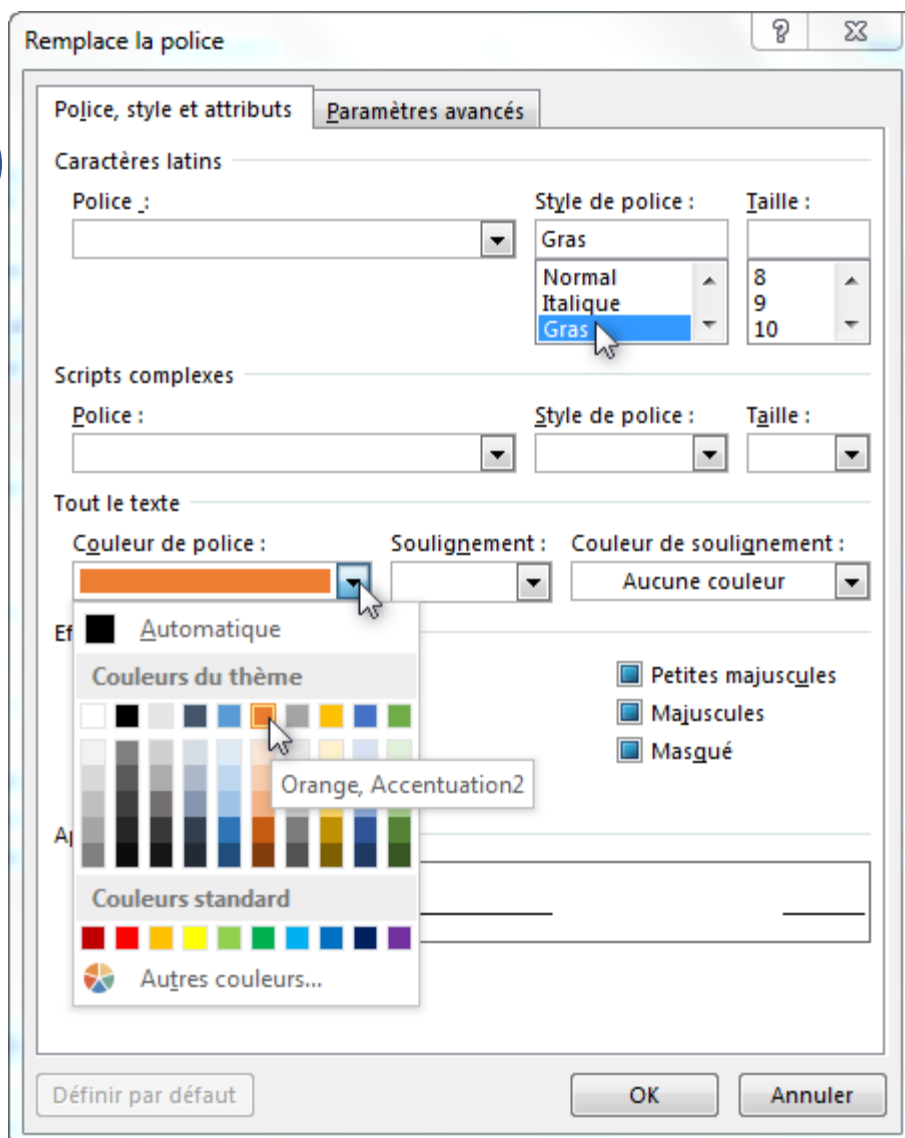 Remplace la police
Police, style et attributs Paramètres avancés
Caractères latins
Police : Style de police : Taille :
Gras
Normal 8
Italique 9
Gras 10
Scripts complexes
Police : Style de police : Taille :
Tout le texte
Couleur de police : Soulignement : Couleur de soulignement :
Aucune couleur
Automatique
Ef
Couleurs du thème
Petites majuscules
Majuscules
Masqué
Orange, Accentuation2
Ap
Couleurs standard
Autres couleurs...
Définir par défaut OK Annuler